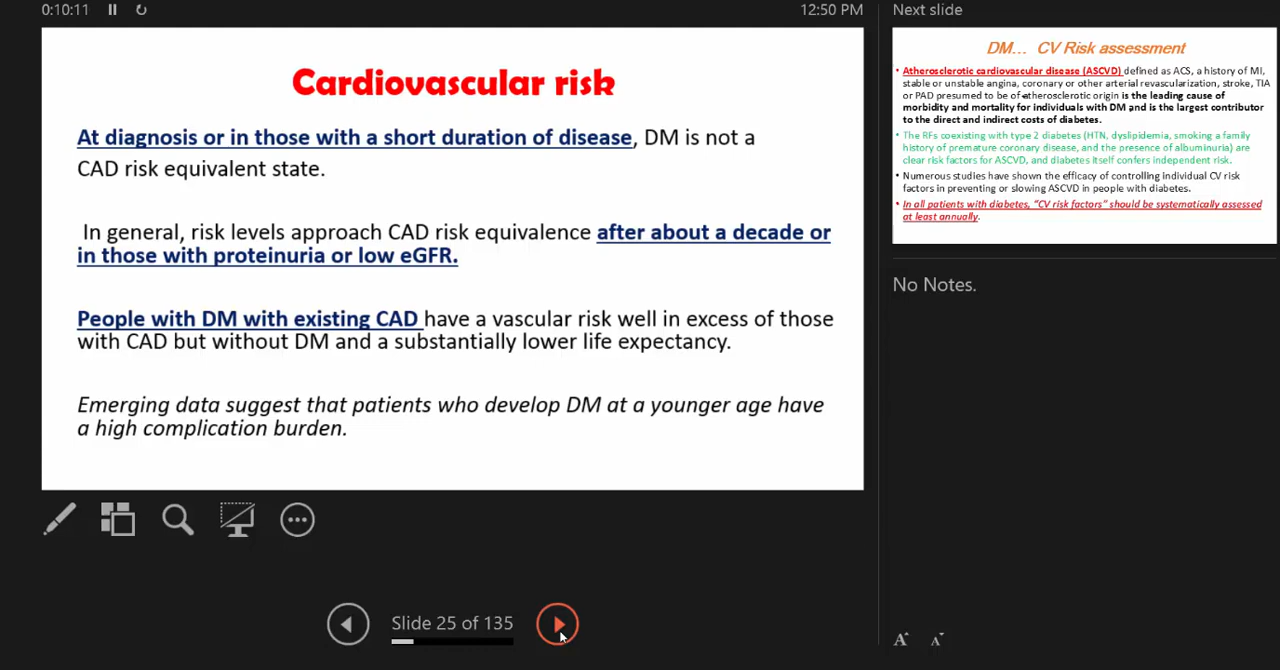 0:10:11
12:50 PM
Next slide
Cardiovascular risk
At diagnosis or in those with a short duration of disease, DM is not a
CAD risk equivalent state.
In general, risk levels approach CAD risk equivalence after about a decade or
in those with proteinuria or low eGFR.
People with DM with existing CAD have a vascular risk well in excess of those
with CAD but without DM and a substantially lower life expectancy.
Emerging data suggest that patients who develop DM at a younger age have
a high complication burden.
Slide 25 of 135
DM... CV Risk assessment
• Atherosclerotic cardiovascular disease (ASCVD) defined as ACS, a history of MI,
stable or unstable angina, coronary or other arterial revascularization, stroke, TIA
or PAD presumed to be of atherosclerotic origin is the leading cause of
morbidity and mortality for individuals with DM and is the largest contributor
to the direct and indirect costs of diabetes.
• The RFs coexisting with type 2 diabetes (HTN, dyslipidemia, smoking a family
history of premature coronary disease, and the presence of albuminuria) are
clear risk factors for ASCVD, and diabetes itself confers independent risk.
• Numerous studies have shown the efficacy of controlling individual CV risk
factors in preventing or slowing ASCVD in people with diabetes.
• In all patients with diabetes, “CV risk factors” should be systematically assessed
at least annually.
No Notes.
A A